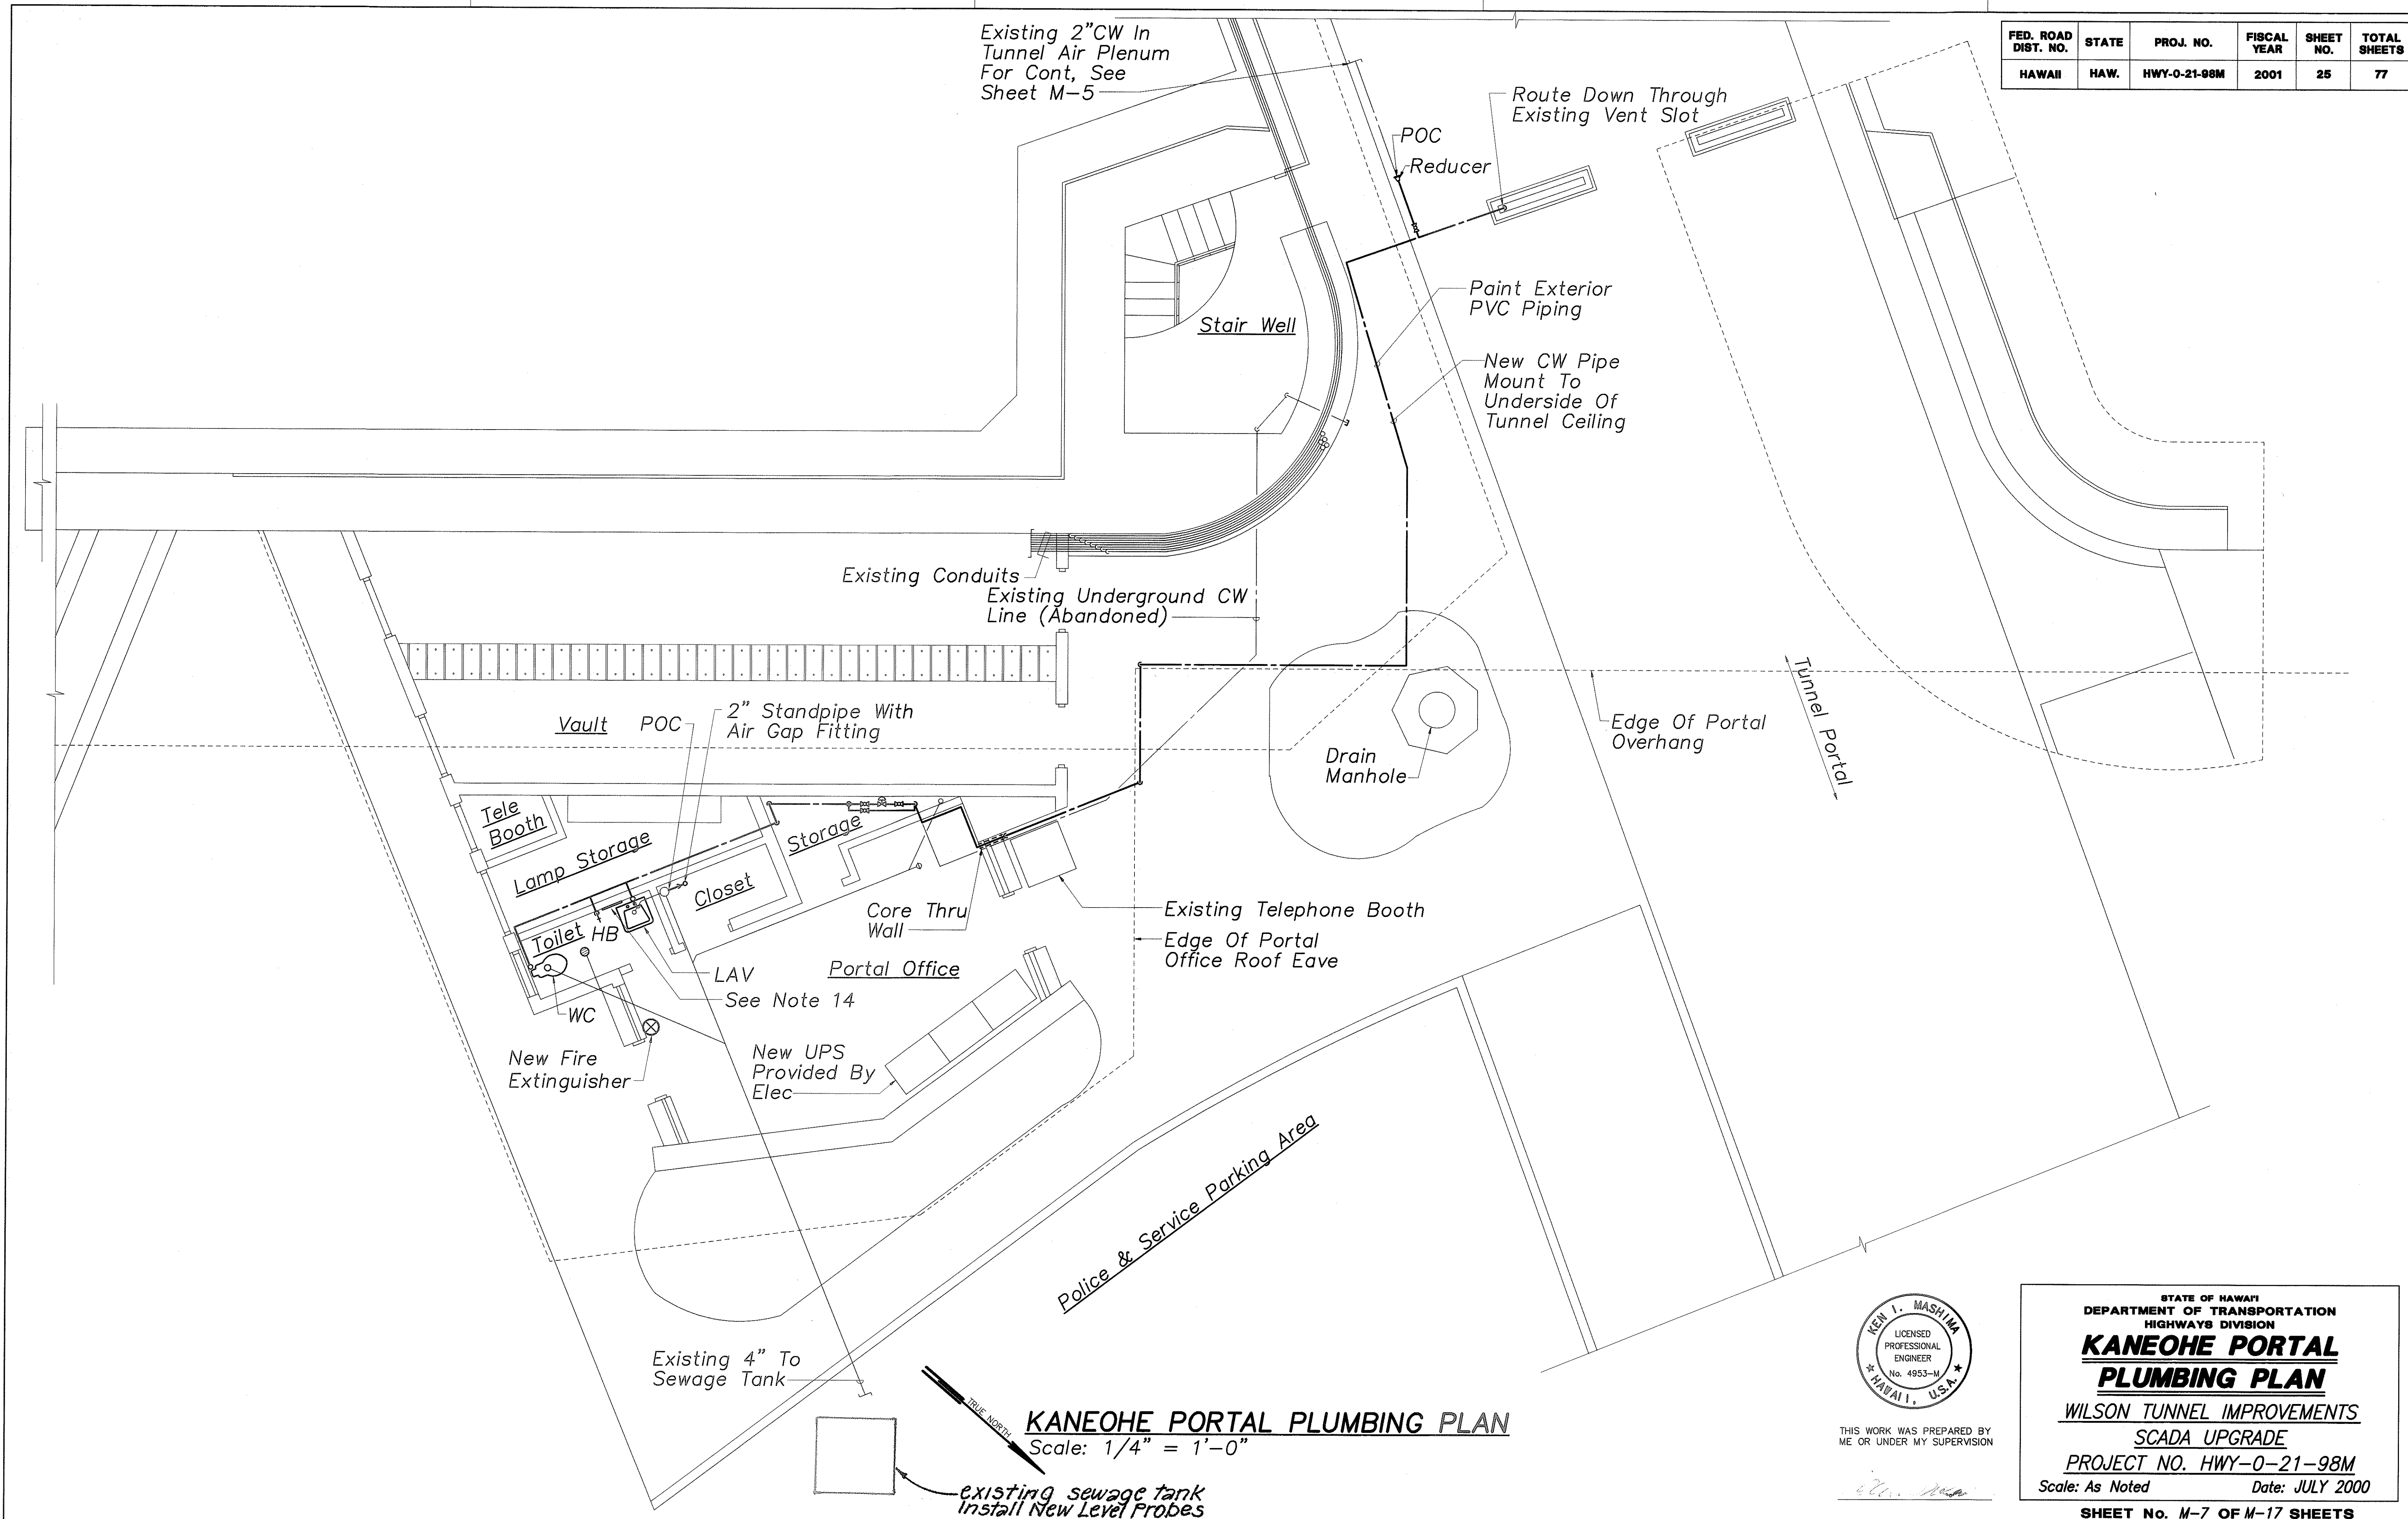 Existing 2"CW In
Tunnel Air Plenum
For Cont, See
Sheet M-5
FED. ROAD DIST. NO. STATE PROJ. NO. FISCAL YEAR SHEET NO. TOTAL SHEETS
HAWAII HAW. HWY-0-21-98M 2001 25 77
Route Down Through
Existing Vent Slot
POC
Reducer
Paint Exterior
PVC Piping
Stair Well
New CW Pipe
Mount To
Underside Of
Tunnel Ceiling
Existing Conduits
Existing Underground CW
Line (Abandoned)
Tunnel Portal
Edge Of Portal
Overhang
Vault
POC
2" Standpipe With
Air Gap Fitting
Drain
Manhole
Tele
Booth
Lamp Storage
Storage
Closet
Core Thru
Wall
Existing Telephone Booth
Edge Of Portal
Office Roof Eave
Toilet
HB
LAV
See Note 14
Portal Office
WC
New Fire
Extinguisher
New UPS
Provided By
Elec
Police & Service Parking Area
Existing 4" To
Sewage Tank
TRUE NORTH
KANEOHE PORTAL PLUMBING PLAN
Scale: 1/4" = 1'-0"
existing sewage tank
Install New Level Probes
KEN I. MASHIMA
LICENSED
PROFESSIONAL
ENGINEER
No. 4953-M
HAWAII, U.S.A.
THIS WORK WAS PREPARED BY
ME OR UNDER MY SUPERVISION
STATE OF HAWAI'I
DEPARTMENT OF TRANSPORTATION
HIGHWAYS DIVISION
KANEOHE PORTAL
PLUMBING PLAN
WILSON TUNNEL IMPROVEMENTS
SCADA UPGRADE
PROJECT NO. HWY-0-21-98M
Scale: As Noted Date: JULY 2000
SHEET No. M-7 OF M-17 SHEETS